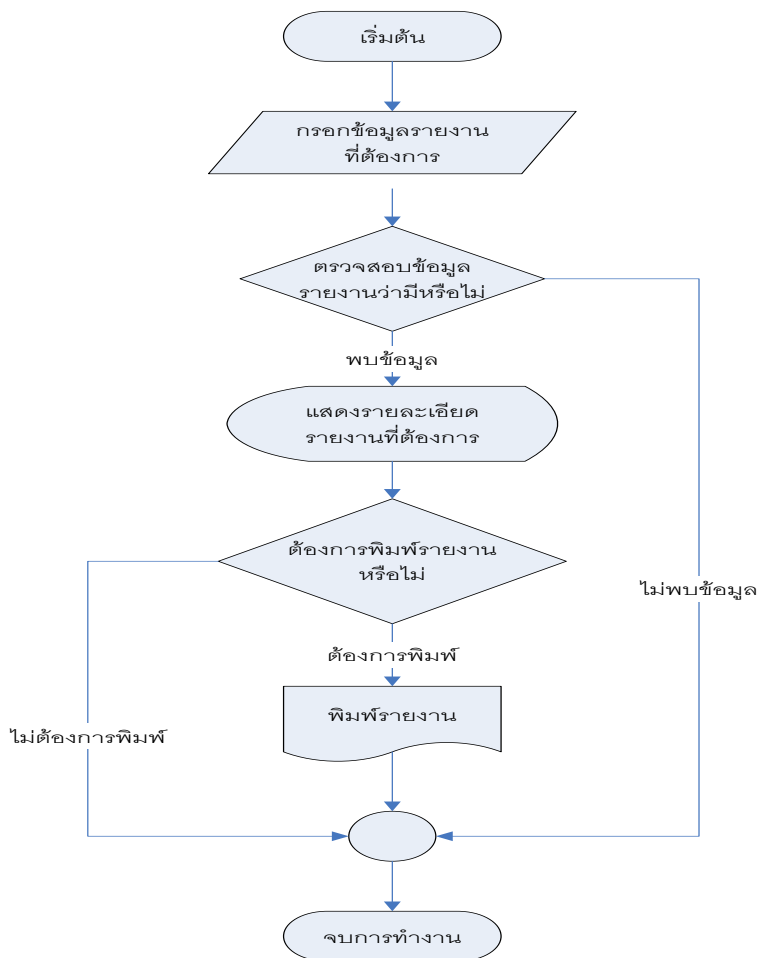 เริ่มต้น
กรอกข้อมูลรายงาน
ที่ต้องการ
ตรวจสอบข้อมูล
รายงานว่ามีหรือไม่
พบข้อมูล
แสดงรายละเอียด
รายงานที่ต้องการ
ต้องการพิมพ์รายงาน
หรือไม่
ไม่พบข้อมูล
ต้องการพิมพ์
พิมพ์รายงาน
ไม่ต้องการพิมพ์
จบการทำงาน